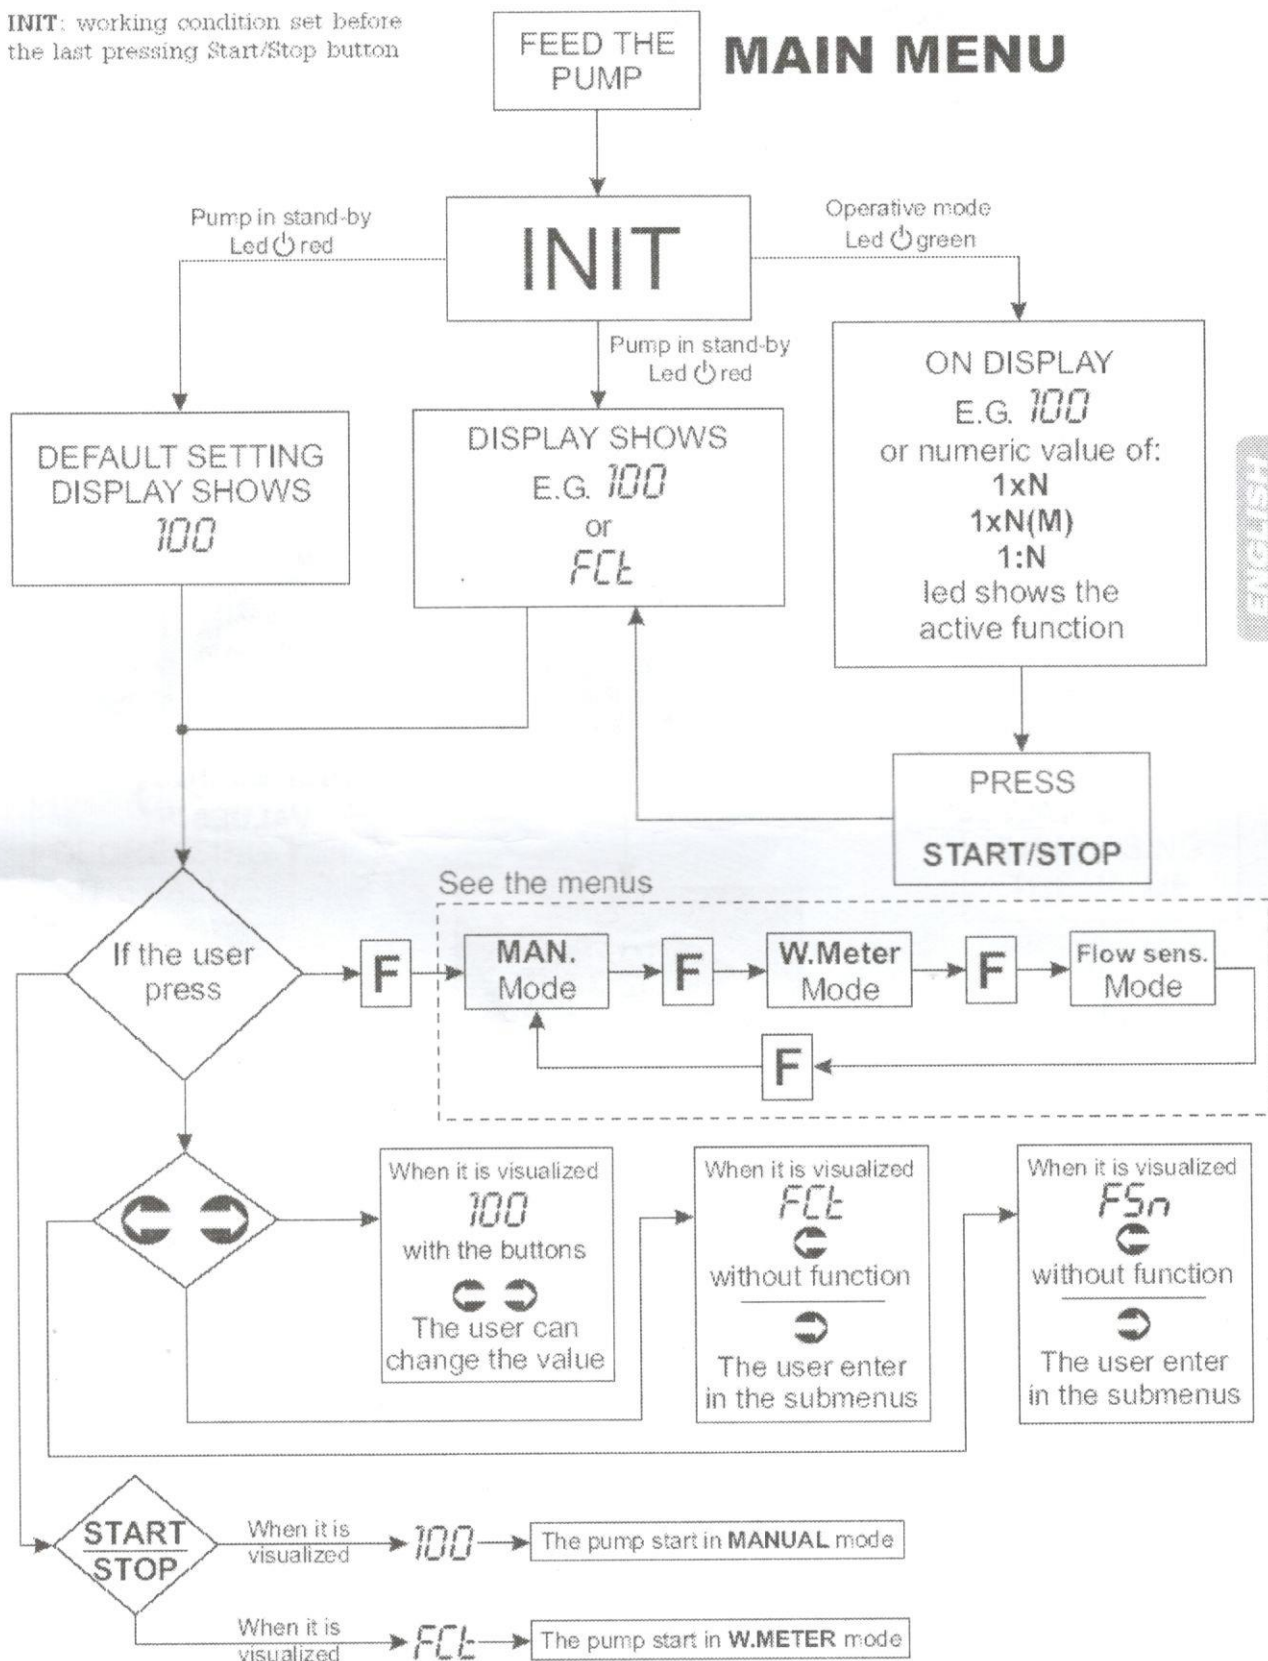 INIT: working condition set before
the last pressing Start/Stop button
FEED THE
PUMP
MAIN MENU
INIT
Pump in stand-by
Led ⏻ red
Operative mode
Led ⏻ green
Pump in stand-by
Led ⏻ red
DEFAULT SETTING
DISPLAY SHOWS
100
DISPLAY SHOWS
E.G. 100
or
FCt
ON DISPLAY
E.G. 100
or numeric value of:
1xN
1xN(M)
1:N
led shows the
active function
ENGLISH
PRESS
START/STOP
See the menus
If the user
press
F
MAN.
Mode
F
W.Meter
Mode
F
Flow sens.
Mode
F
When it is visualized
100
with the buttons
The user can
change the value
When it is visualized
FCt
without function
The user enter
in the submenus
When it is visualized
FSn
without function
The user enter
in the submenus
START
STOP
When it is
visualized
100
The pump start in MANUAL mode
When it is
visualized
FCt
The pump start in W.METER mode